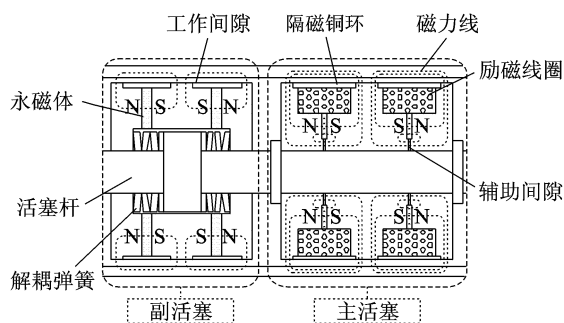 工作间隙 隔磁铜环 磁力线
励磁线圈
永磁体
N S S N N S N S
活塞杆
辅助间隙
N S S N N S N S
解耦弹簧
副活塞 主活塞